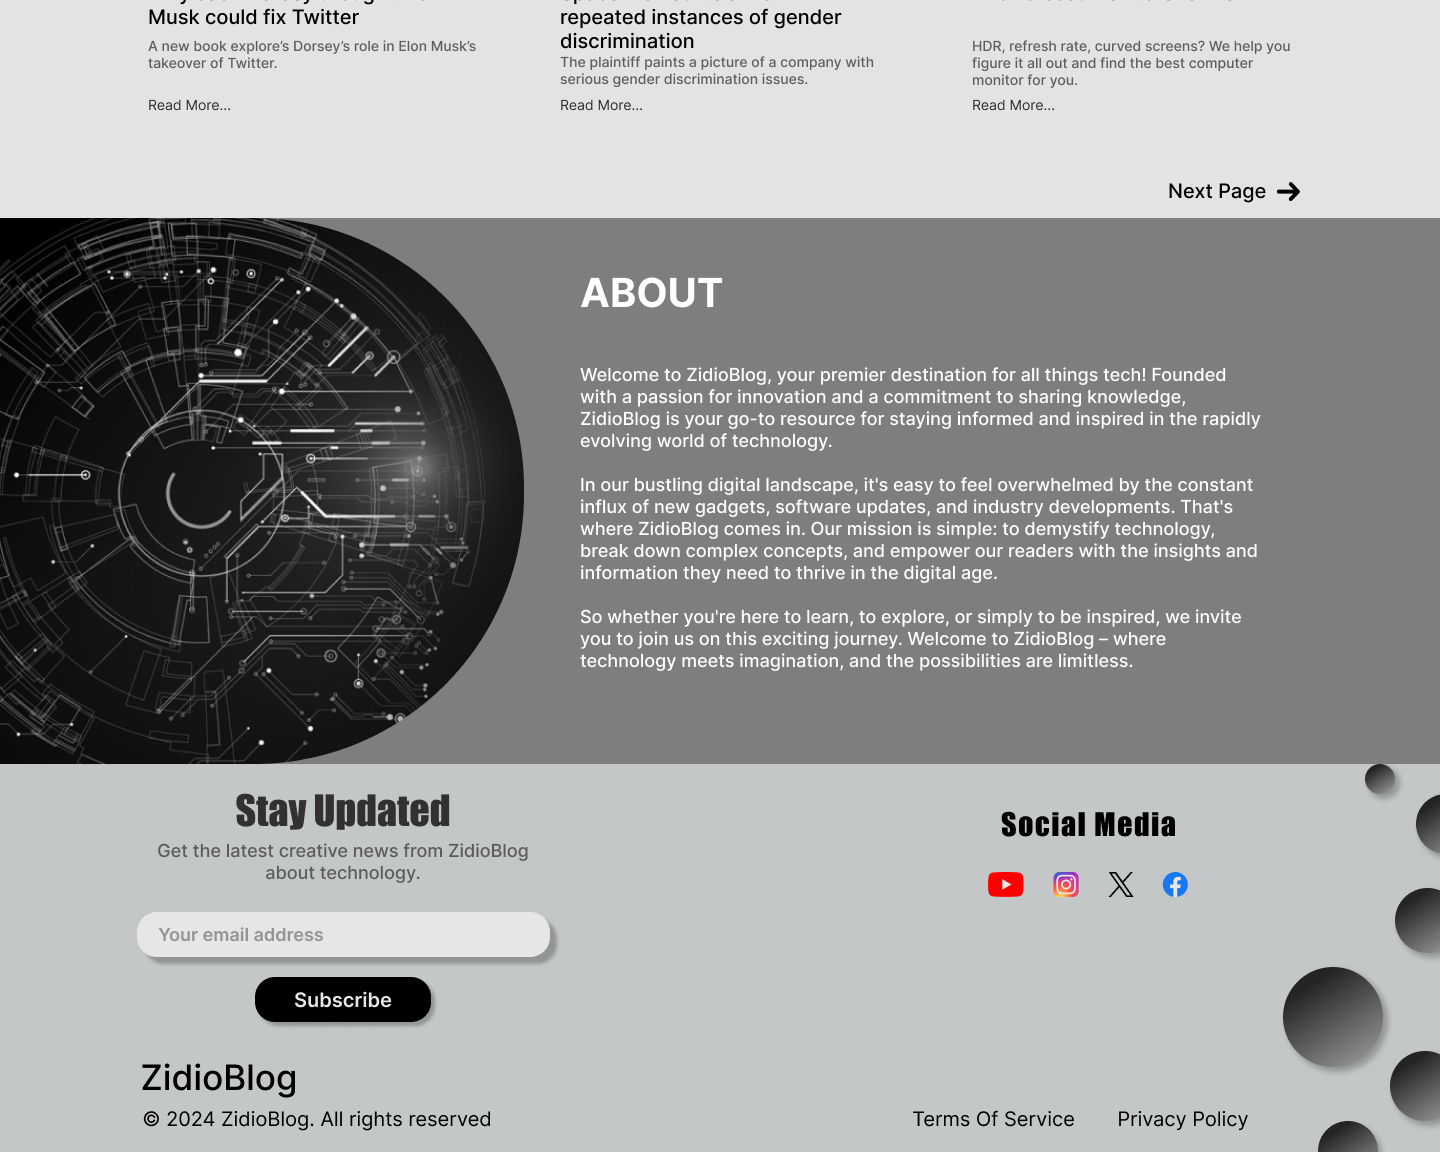 Musk could fix Twitter
A new book explore’s Dorsey’s role in Elon Musk’s
takeover of Twitter.
Read More...
repeated instances of gender
discrimination
The plaintiff paints a picture of a company with
serious gender discrimination issues.
Read More...
HDR, refresh rate, curved screens? We help you
figure it all out and find the best computer
monitor for you.
Read More...
Next Page
ABOUT
Welcome to ZidioBlog, your premier destination for all things tech! Founded
with a passion for innovation and a commitment to sharing knowledge,
ZidioBlog is your go-to resource for staying informed and inspired in the rapidly
evolving world of technology.
In our bustling digital landscape, it's easy to feel overwhelmed by the constant
influx of new gadgets, software updates, and industry developments. That's
where ZidioBlog comes in. Our mission is simple: to demystify technology,
break down complex concepts, and empower our readers with the insights and
information they need to thrive in the digital age.
So whether you're here to learn, to explore, or simply to be inspired, we invite
you to join us on this exciting journey. Welcome to ZidioBlog – where
technology meets imagination, and the possibilities are limitless.
Stay Updated
Get the latest creative news from ZidioBlog
about technology.
Your email address
Subscribe
Social Media
ZidioBlog
© 2024 ZidioBlog. All rights reserved
Terms Of Service
Privacy Policy